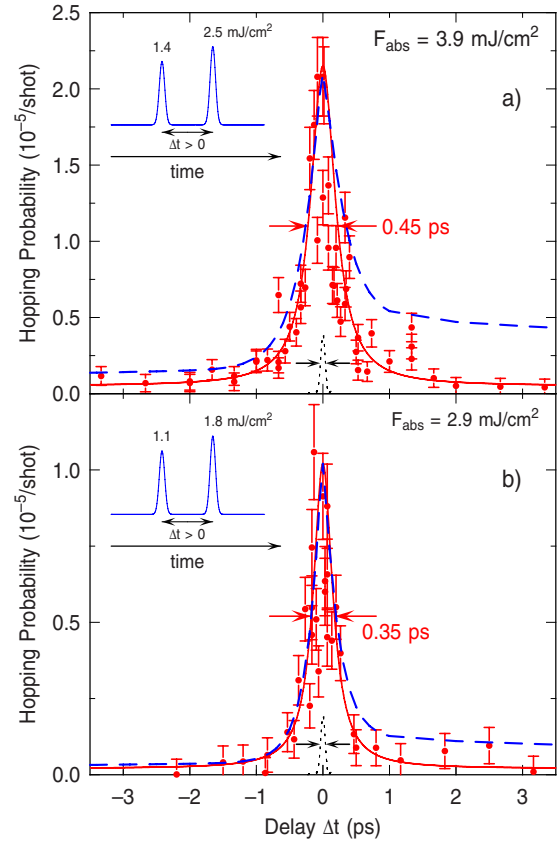 1.4
2.5 mJ/cm²
Δt > 0
time
F_abs = 3.9 mJ/cm²
a)
0.45 ps
Hopping Probability (10⁻⁵/shot)
2.5
2.0
1.5
1.0
0.5
0.0
1.1
1.8 mJ/cm²
Δt > 0
time
F_abs = 2.9 mJ/cm²
b)
0.35 ps
Hopping Probability (10⁻⁵/shot)
1.0
0.5
0.0
−3 −2 −1 0 1 2 3
Delay Δt (ps)